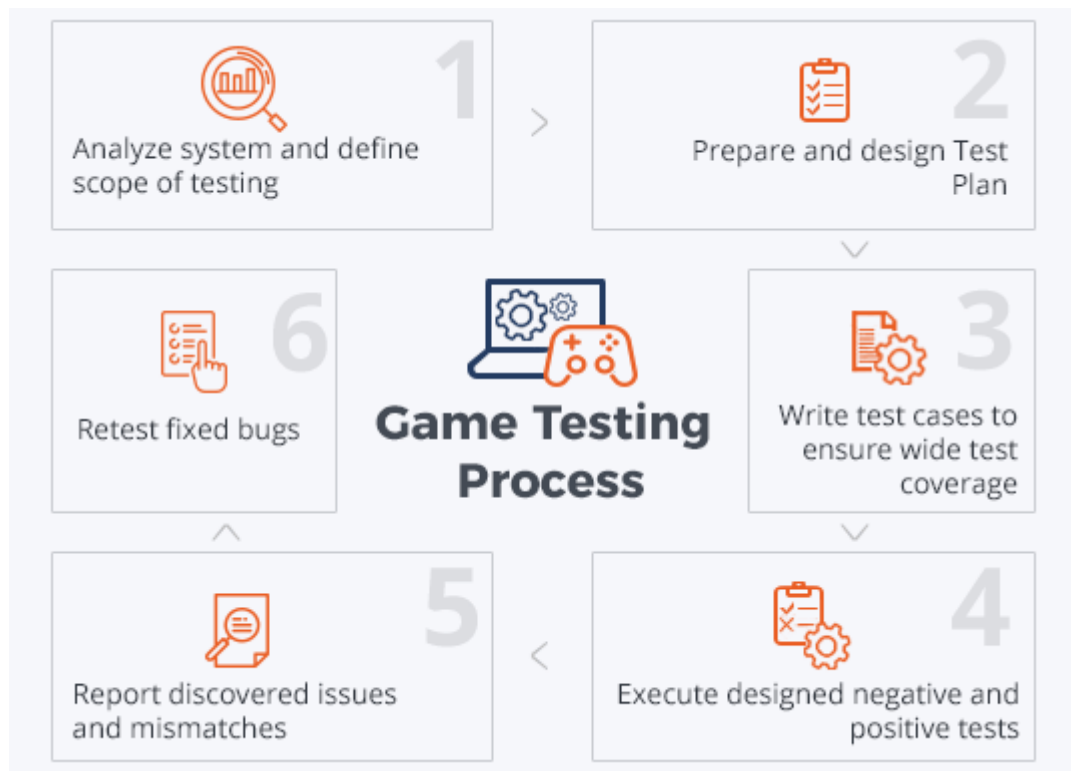 1
Analyze system and define
scope of testing
>
2
Prepare and design Test
Plan
3
Write test cases to
ensure wide test
coverage
4
Execute designed negative and
positive tests
<
5
Report discovered issues
and mismatches
6
Retest fixed bugs
Game Testing
Process